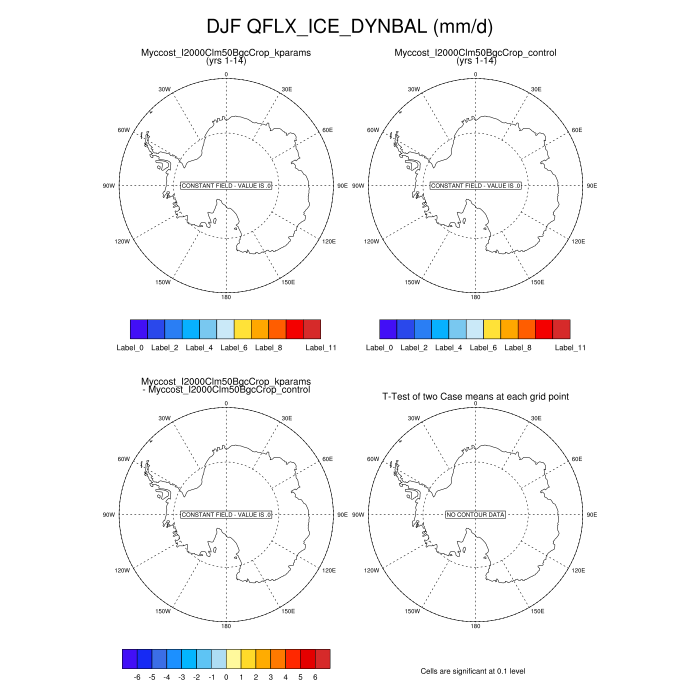 DJF QFLX_ICE_DYNBAL (mm/d)
Myccost_I2000Clm50BgcCrop_kparams
(yrs 1-14)
Myccost_I2000Clm50BgcCrop_control
(yrs 1-14)
0
30W 30E
60W 60E
90W CONSTANT FIELD - VALUE IS .0 90E
120W 120E
150W 150E
180
0
30W 30E
60W 60E
90W CONSTANT FIELD - VALUE IS .0 90E
120W 120E
150W 150E
180
Label_0 Label_2 Label_4 Label_6 Label_8 Label_11
Label_0 Label_2 Label_4 Label_6 Label_8 Label_11
Myccost_I2000Clm50BgcCrop_kparams
- Myccost_I2000Clm50BgcCrop_control
T-Test of two Case means at each grid point
0
30W 30E
60W 60E
90W CONSTANT FIELD - VALUE IS .0 90E
120W 120E
150W 150E
180
0
30W 30E
60W 60E
90W NO CONTOUR DATA 90E
120W 120E
150W 150E
180
-6 -5 -4 -3 -2 -1 0 1 2 3 4 5 6
Cells are significant at 0.1 level